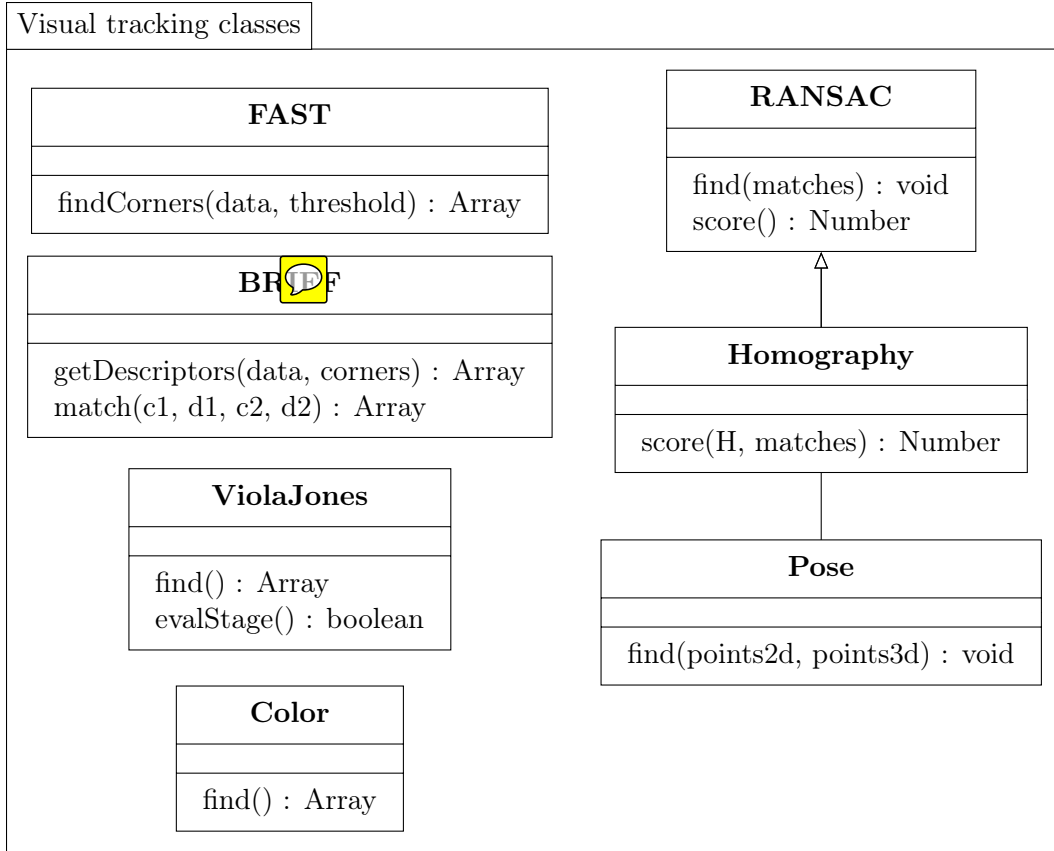 Visual tracking classes
FAST
findCorners(data, threshold) : Array
BRIEF
getDescriptors(data, corners) : Array
match(c1, d1, c2, d2) : Array
ViolaJones
find() : Array
evalStage() : boolean
Color
find() : Array
RANSAC
find(matches) : void
score() : Number
Homography
score(H, matches) : Number
Pose
find(points2d, points3d) : void